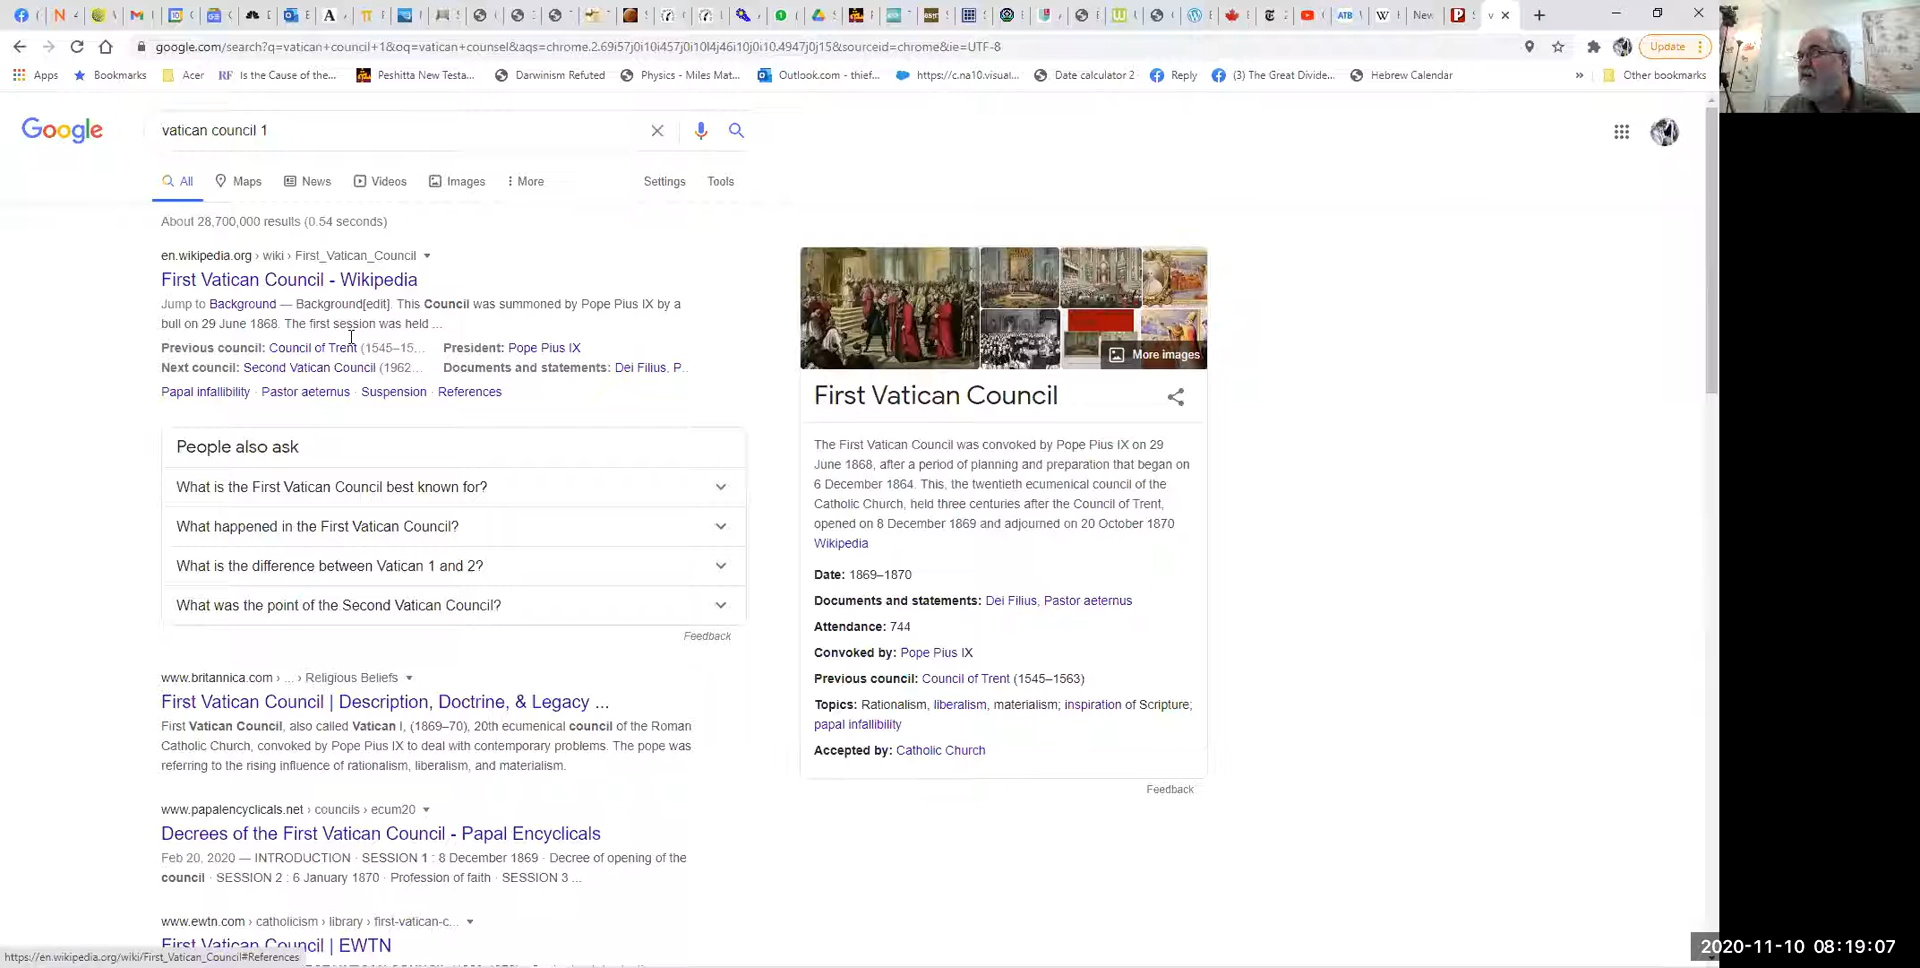 Update
google.com/search?q=vatican+council+1&oq=vatican+counsel&aqs=chrome.2.69i57j0i10i457j0i10l4j46i10j0i10.4947j0j15&sourceid=chrome&ie=UTF-8
Apps
Bookmarks
Acer
Is the Cause of the...
Peshitta New Testa...
Darwinism Refuted
Physics - Miles Mat...
Outlook.com - thief...
https://c.na10.visual...
Date calculator 2
Reply
(3) The Great Divide...
Hebrew Calendar
»
Other bookmarks
Google
vatican council 1
All
Maps
News
Videos
Images
More
Settings
Tools
About 28,700,000 results (0.54 seconds)
en.wikipedia.org › wiki › First_Vatican_Council
First Vatican Council - Wikipedia
Jump to Background — Background[edit]. This Council was summoned by Pope Pius IX by a
bull on 29 June 1868. The first session was held ...
Previous council: Council of Trent (1545–15... President: Pope Pius IX
Next council: Second Vatican Council (1962... Documents and statements: Dei Filius, P..
Papal infallibility · Pastor aeternus · Suspension · References
People also ask
What is the First Vatican Council best known for?
What happened in the First Vatican Council?
What is the difference between Vatican 1 and 2?
What was the point of the Second Vatican Council?
Feedback
www.britannica.com › ... › Religious Beliefs
First Vatican Council | Description, Doctrine, & Legacy ...
First Vatican Council, also called Vatican I, (1869–70), 20th ecumenical council of the Roman
Catholic Church, convoked by Pope Pius IX to deal with contemporary problems. The pope was
referring to the rising influence of rationalism, liberalism, and materialism.
www.papalencyclicals.net › councils › ecum20
Decrees of the First Vatican Council - Papal Encyclicals
Feb 20, 2020 — INTRODUCTION · SESSION 1 : 8 December 1869 · Decree of opening of the
council · SESSION 2 : 6 January 1870 · Profession of faith · SESSION 3 ...
www.ewtn.com › catholicism › library › first-vatican-c...
First Vatican Council | EWTN
https://en.wikipedia.org/wiki/First_Vatican_Council#References
More images
First Vatican Council
The First Vatican Council was convoked by Pope Pius IX on 29
June 1868, after a period of planning and preparation that began on
6 December 1864. This, the twentieth ecumenical council of the
Catholic Church, held three centuries after the Council of Trent,
opened on 8 December 1869 and adjourned on 20 October 1870
Wikipedia
Date: 1869–1870
Documents and statements: Dei Filius, Pastor aeternus
Attendance: 744
Convoked by: Pope Pius IX
Previous council: Council of Trent (1545–1563)
Topics: Rationalism, liberalism, materialism; inspiration of Scripture;
papal infallibility
Accepted by: Catholic Church
Feedback
2020-11-10 08:19:07